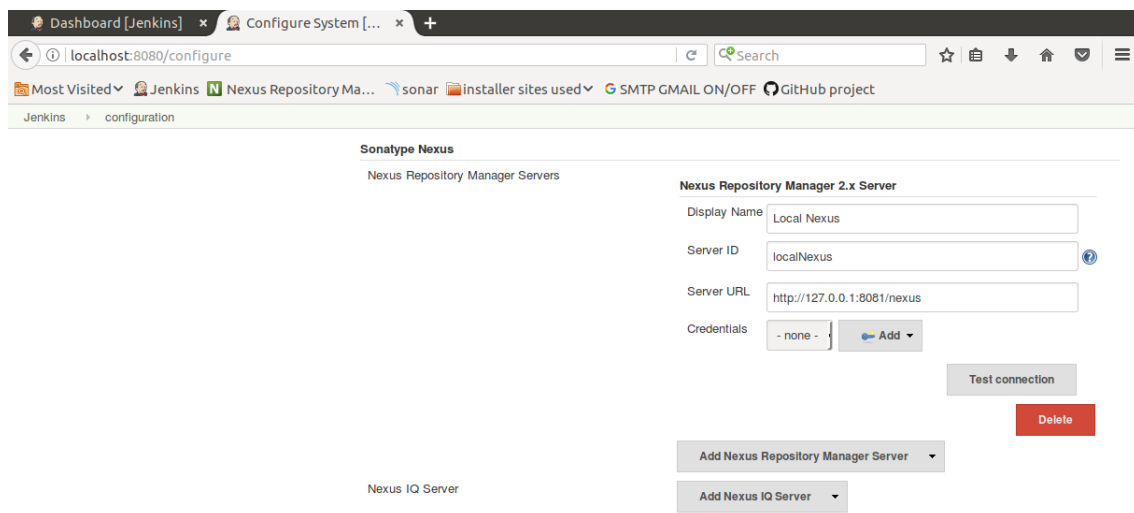 Dashboard [Jenkins] × Configure System [... × +
localhost:8080/configure Search
Most Visited Jenkins N Nexus Repository Ma... sonar installer sites used G SMTP GMAIL ON/OFF GitHub project
Jenkins configuration
Sonatype Nexus
Nexus Repository Manager Servers
Nexus Repository Manager 2.x Server
Display Name Local Nexus
Server ID localNexus ?
Server URL http://127.0.0.1:8081/nexus
Credentials - none - Add
Test connection
Delete
Add Nexus Repository Manager Server
Nexus IQ Server Add Nexus IQ Server